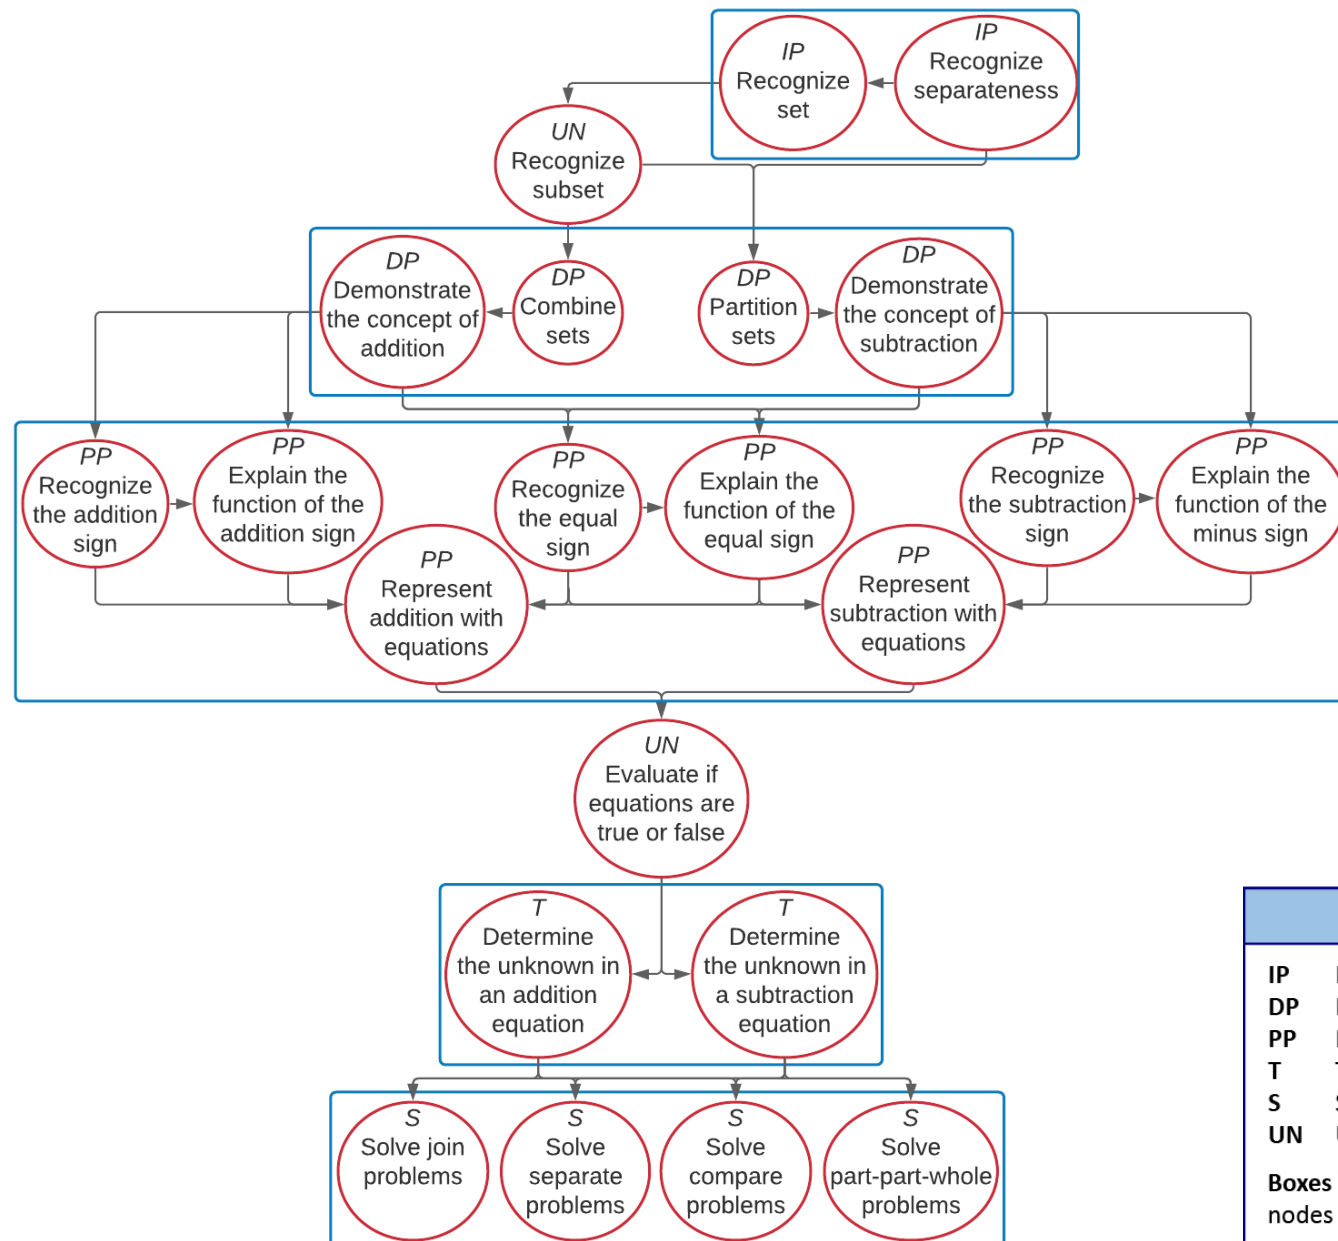 IP
Recognize
set
IP
Recognize
separateness
UN
Recognize
subset
DP
Demonstrate
the concept of
addition
DP
Combine
sets
DP
Partition
sets
DP
Demonstrate
the concept of
subtraction
PP
Recognize
the addition
sign
PP
Explain the
function of the
addition sign
PP
Recognize
the equal
sign
PP
Explain the
function of the
equal sign
PP
Recognize
the subtraction
sign
PP
Explain the
function of the
minus sign
PP
Represent
addition with
equations
PP
Represent
subtraction with
equations
UN
Evaluate if
equations are
true or false
T
Determine
the unknown in
an addition
equation
T
Determine
the unknown in
a subtraction
equation
S
Solve join
problems
S
Solve
separate
problems
S
Solve
compare
problems
S
Solve
part-part-whole
problems
IP
DP
PP
T
S
UN
Boxes
nodes